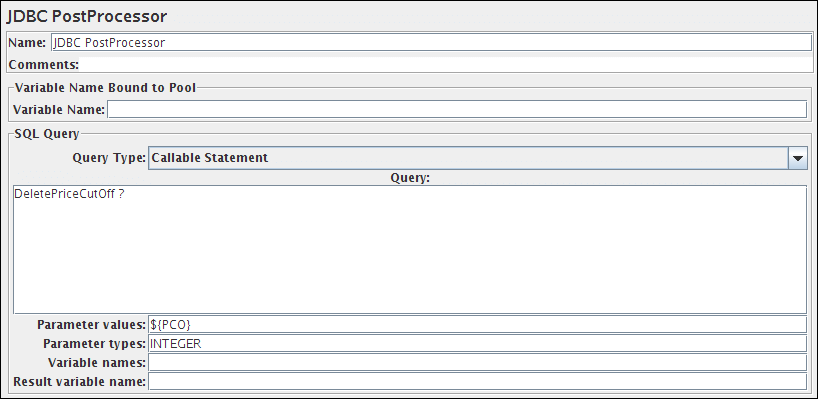 JDBC PostProcessor
Name: JDBC PostProcessor
Comments:
Variable Name Bound to Pool
Variable Name:
SQL Query
Query Type: Callable Statement
Query:
DeletePriceCutOff ?
Parameter values: ${PCO}
Parameter types: INTEGER
Variable names:
Result variable name: